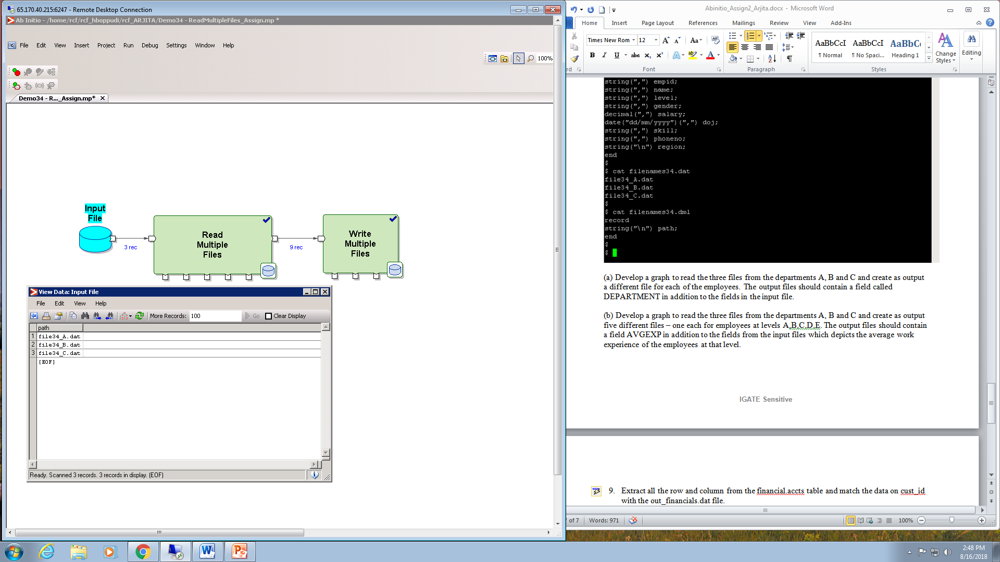 65.170.40.215:6247 - Remote Desktop Connection
Ab Initio - /home/rcf/rcf_hboppudi/rcf_ARJITA/Demo34 - ReadMultipleFiles_Assign.mp *
File Edit View Insert Project Run Debug Settings Window Help
100%
Demo34 - R..._Assign.mp*
Input
File
3 rec
Read
Multiple
Files
9 rec
Write
Multiple
Files
View Data: Input File
File Edit View Help
More Records: 100 Go Clear Display
path
1 file34_A.dat
2 file34_B.dat
3 file34_C.dat
[EOF]
Ready. Scanned 3 records. 3 records in display. (EOF)
Abinitio_Assign2_Arjita.docx - Microsoft Word
Home Insert Page Layout References Mailings Review View Add-Ins
Times New Rom 12
AaBbCcI AaBbCcI AaBbC
¶ Normal ¶ No Spaci... Heading 1
Change
Styles
Editing
rd Font Paragraph Styles
string(",") empid;
string(",") name;
string(",") level;
string(",") gender;
decimal(",") salary;
date("dd/mm/yyyy")(",") doj;
string(",") skill;
string(",") phoneno;
string("\n") region;
end
$
$ cat filenames34.dat
file34_A.dat
file34_B.dat
file34_C.dat
$
$ cat filenames34.dml
record
string("\n") path;
end
$
$
(a) Develop a graph to read the three files from the departments A, B and C and create as output
a different file for each of the employees. The output files should contain a field called
DEPARTMENT in addition to the fields in the input file.
(b) Develop a graph to read the three files from the departments A, B and C and create as output
five different files – one each for employees at levels A,B,C,D,E. The output files should contain
a field AVGEXP in addition to the fields from the input files which depicts the average work
experience of the employees at that level.
IGATE Sensitive
9. Extract all the row and column from the financial.accts table and match the data on cust_id
with the out_financials.dat file.
of 7 Words: 971 100%
2:48 PM
8/16/2018